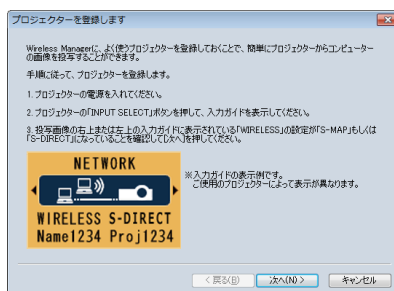 プロジェクターを登録します
Wireless Managerに、よく使うプロジェクターを登録しておくことで、簡単にプロジェクターからコンピューター
の画像を投写することができます。
手順に従って、プロジェクターを登録します。
1. プロジェクターの電源を入れてください。
2. プロジェクターの「INPUT SELECT」ボタンを押して、入力ガイドを表示してください。
3. 投写画像の右上または左上の入力ガイドに表示されている「WIRELESS」の設定が「S-MAP」もしくは
「S-DIRECT」になっていることを確認して[次へ]を押してください。
NETWORK
WIRELESS S-DIRECT
Name1234 Proj1234
※入力ガイドの表示例です。
ご使用のプロジェクターによって表示が異なります。
< 戻る(B) 次へ(N) > キャンセル